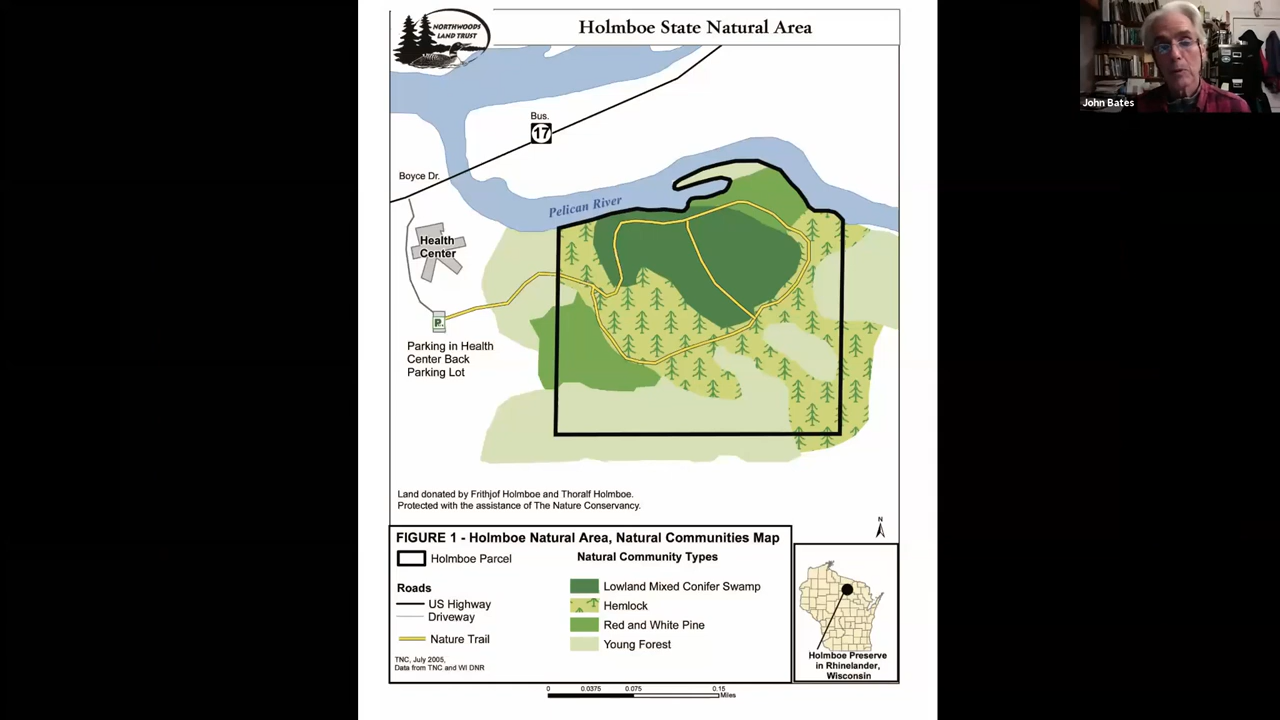 NORTHWOODS
LAND TRUST
Holmboe State Natural Area
John Bates
Bus.
17
Boyce Dr.
Pelican River
Health
Center
P
Parking in Health
Center Back
Parking Lot
Land donated by Frithjof Holmboe and Thoralf Holmboe.
Protected with the assistance of The Nature Conservancy.
N
FIGURE 1 - Holmboe Natural Area, Natural Communities Map
Holmboe Parcel
Natural Community Types
Roads
US Highway
Driveway
Nature Trail
Lowland Mixed Conifer Swamp
Hemlock
Red and White Pine
Young Forest
TNC, July 2005,
Data from TNC and WI DNR
Holmboe Preserve
in Rhinelander,
Wisconsin
0 0.0375 0.075 0.15
Miles